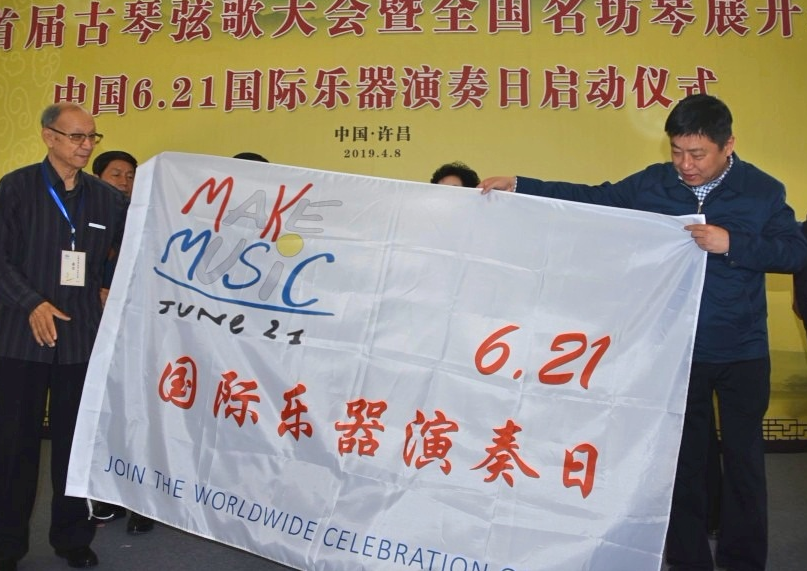 首届古琴弦歌大会暨全国名坊琴展开
中国6.21国际乐器演奏日启动仪式
中国·许昌
2019.4.8
MAKE
MUSIC
JUNE 21
6.21
国际乐器演奏日
JOIN THE WORLDWIDE CELEBRATION